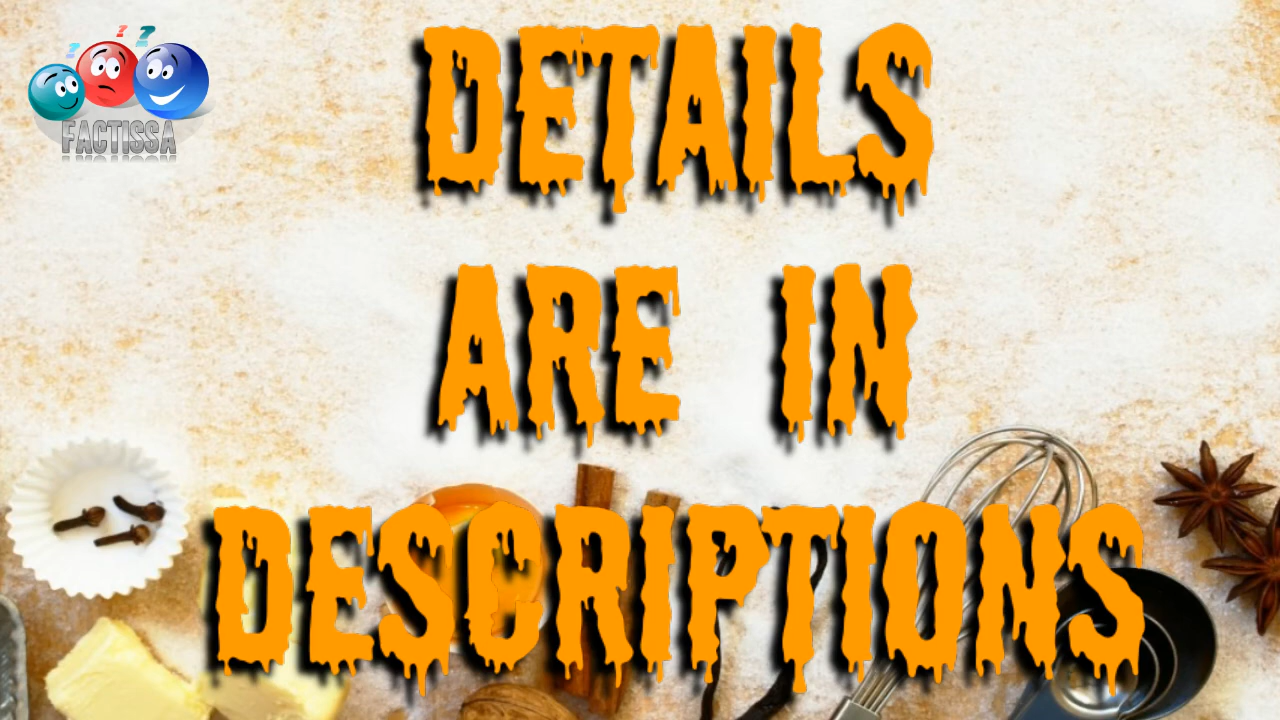 z z z
FACTISSA
DETAILS
ARE IN
DESCRIPTIONS